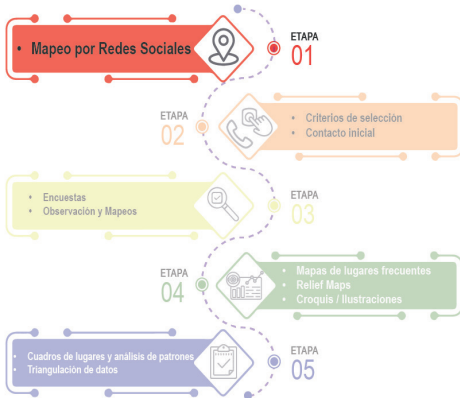 • Mapeo por Redes Sociales
ETAPA
01
ETAPA
02
• Criterios de selección
• Contacto inicial
• Encuestas
• Observación y Mapeos
ETAPA
03
ETAPA
04
• Mapas de lugares frecuentes
• Relief Maps
• Croquis / Ilustraciones
• Cuadros de lugares y análisis de patrones
• Triangulación de datos
ETAPA
05